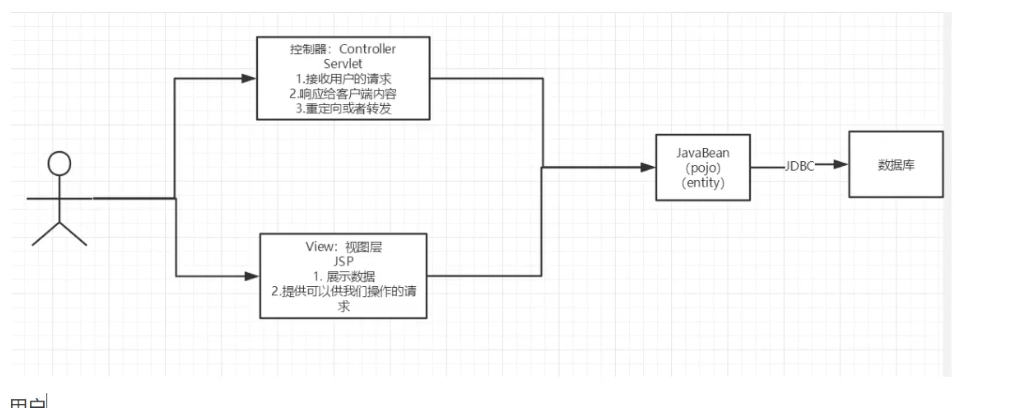 控制器：Controller
Servlet
1.接收用户的请求
2.响应给客户端内容
3.重定向或者转发
View：视图层
JSP
1. 展示数据
2.提供可以供我们操作的请
求
JavaBean
（pojo）
（entity）
JDBC
数据库
用户